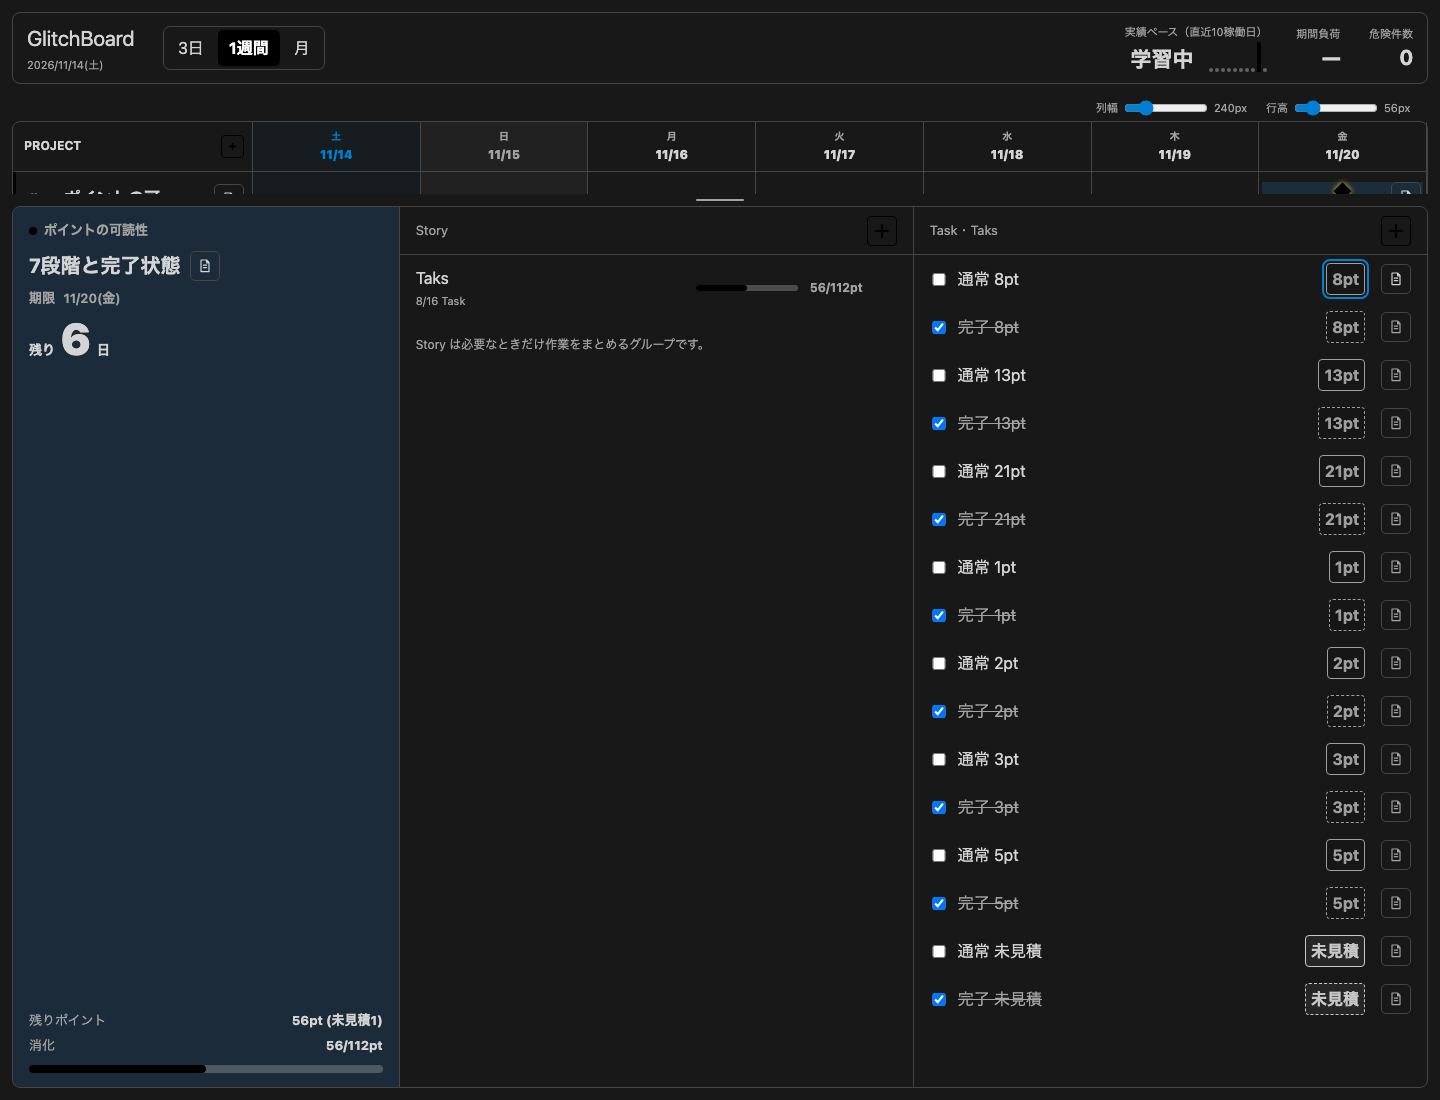 GlitchBoard
2026/11/14(土)
3日 1週間 月
実績ペース（直近10稼働日）
学習中
期間負荷
—
危険件数
0
列幅 240px 行高 56px
PROJECT +
土 11/14
日 11/15
月 11/16
火 11/17
水 11/18
木 11/19
金 11/20
ポイントの可読性
7段階と完了状態
期限 11/20(金)
残り 6 日
残りポイント 56pt (未見積1)
消化 56/112pt
Story +
Taks 56/112pt
8/16 Task
Story は必要なときだけ作業をまとめるグループです。
Task・Taks +
通常 8pt 8pt
完了 8pt 8pt
通常 13pt 13pt
完了 13pt 13pt
通常 21pt 21pt
完了 21pt 21pt
通常 1pt 1pt
完了 1pt 1pt
通常 2pt 2pt
完了 2pt 2pt
通常 3pt 3pt
完了 3pt 3pt
通常 5pt 5pt
完了 5pt 5pt
通常 未見積 未見積
完了 未見積 未見積